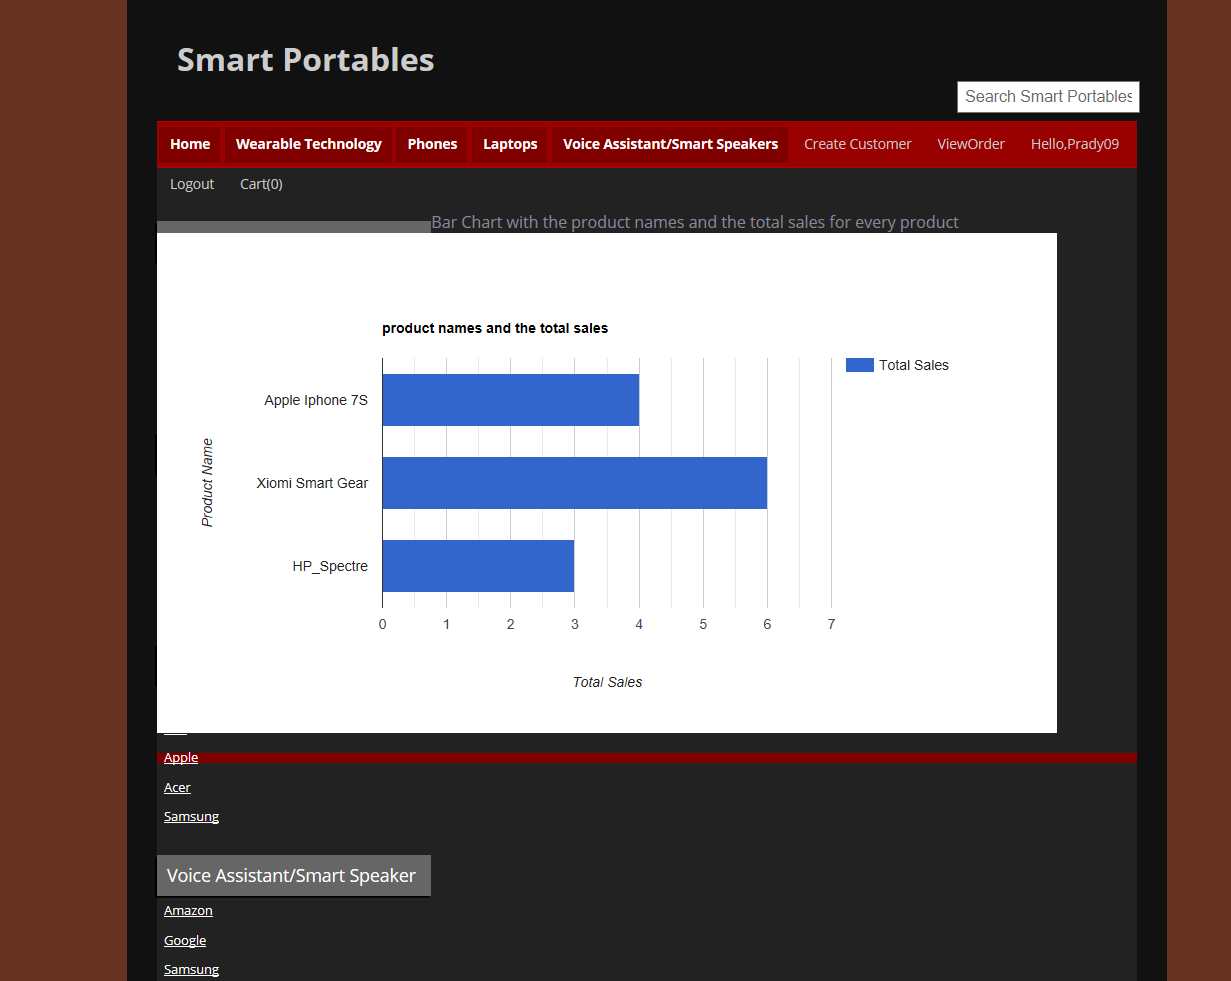 Smart Portables
Search Smart Portables
Home Wearable Technology Phones Laptops Voice Assistant/Smart Speakers Create Customer ViewOrder Hello,Prady09
Logout Cart(0)
Bar Chart with the product names and the total sales for every product
product names and the total sales
Total Sales
Apple Iphone 7S
Xiomi Smart Gear
HP_Spectre
Product Name
0 1 2 3 4 5 6 7
Total Sales
Apple
Acer
Samsung
Voice Assistant/Smart Speaker
Amazon
Google
Samsung